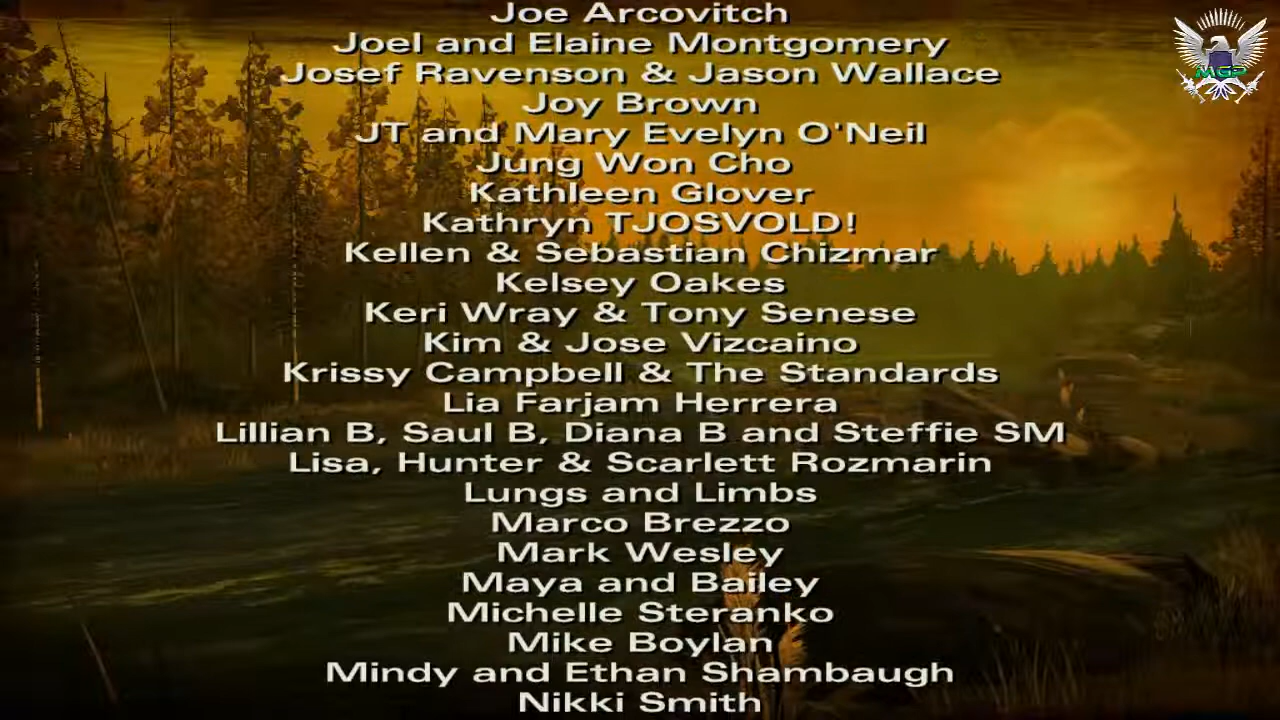 Joe Arcovitch
Joel and Elaine Montgomery
Josef Ravenson & Jason Wallace
Joy Brown
JT and Mary Evelyn O'Neil
Jung Won Cho
Kathleen Glover
Kathryn TJOSVOLD!
Kellen & Sebastian Chizmar
Kelsey Oakes
Keri Wray & Tony Senese
Kim & Jose Vizcaino
Krissy Campbell & The Standards
Lia Farjam Herrera
Lillian B, Saul B, Diana B and Steffie SM
Lisa, Hunter & Scarlett Rozmarin
Lungs and Limbs
Marco Brezzo
Mark Wesley
Maya and Bailey
Michelle Steranko
Mike Boylan
Mindy and Ethan Shambaugh
Nikki Smith
MGP